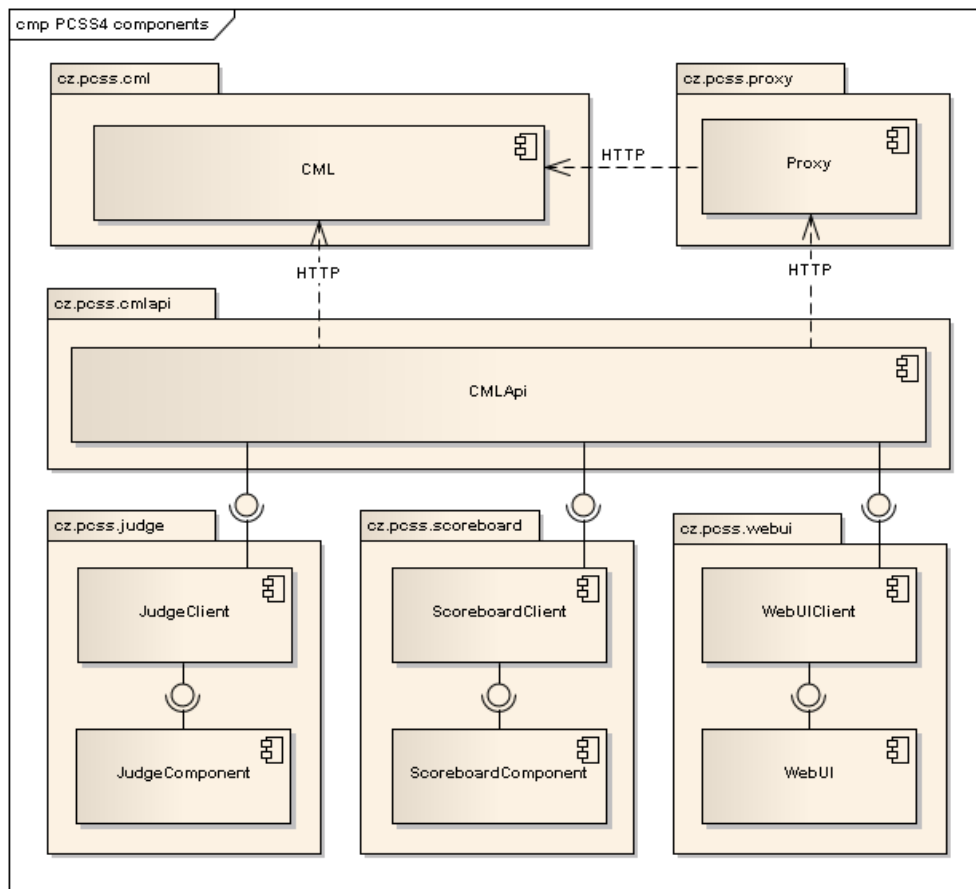 cmp PCSS4 components
cz.pcss.cml
cz.pcss.proxy
CML
HTTP
Proxy
HTTP
HTTP
cz.pcss.cmlapi
CMLApi
cz.pcss.judge
cz.pcss.scoreboard
cz.pcss.webui
JudgeClient
ScoreboardClient
WebUIClient
JudgeComponent
ScoreboardComponent
WebUI